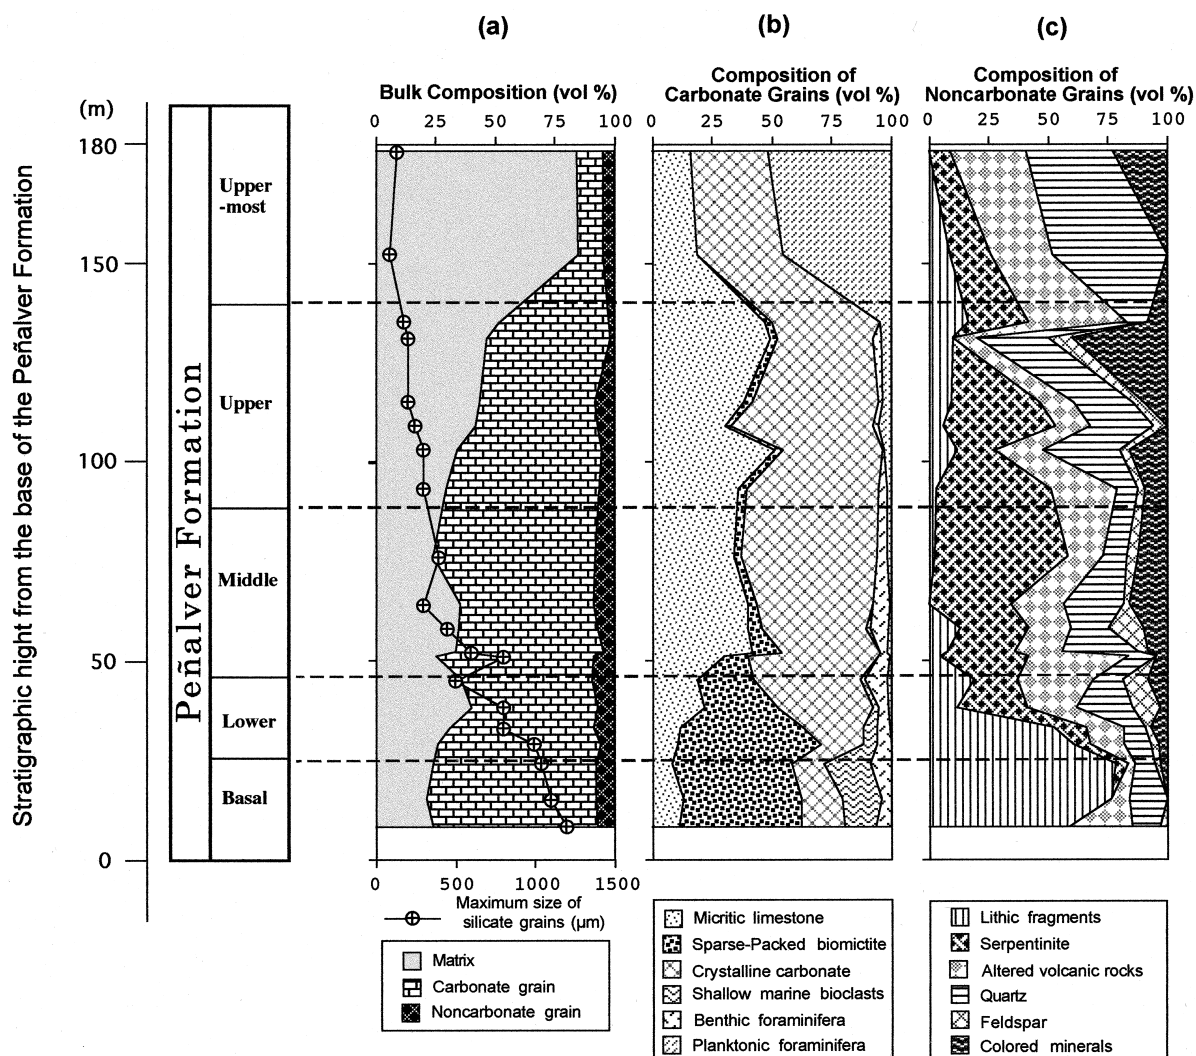 (a)
(b)
(c)
Bulk Composition (vol %)
Composition of
Carbonate Grains (vol %)
Composition of
Noncarbonate Grains (vol %)
(m)
0 25 50 75 100
0 25 50 75 100
0 25 50 75 100
180
150
100
50
0
Stratigraphic hight from the base of the Peñalver Formation
Peñalver Formation
Upper
-most
Upper
Middle
Lower
Basal
0 500 1000 1500
Maximum size of
silicate grains (µm)
Matrix
Carbonate grain
Noncarbonate grain
Micritic limestone
Sparse-Packed biomictite
Crystalline carbonate
Shallow marine bioclasts
Benthic foraminifera
Planktonic foraminifera
Lithic fragments
Serpentinite
Altered volcanic rocks
Quartz
Feldspar
Colored minerals